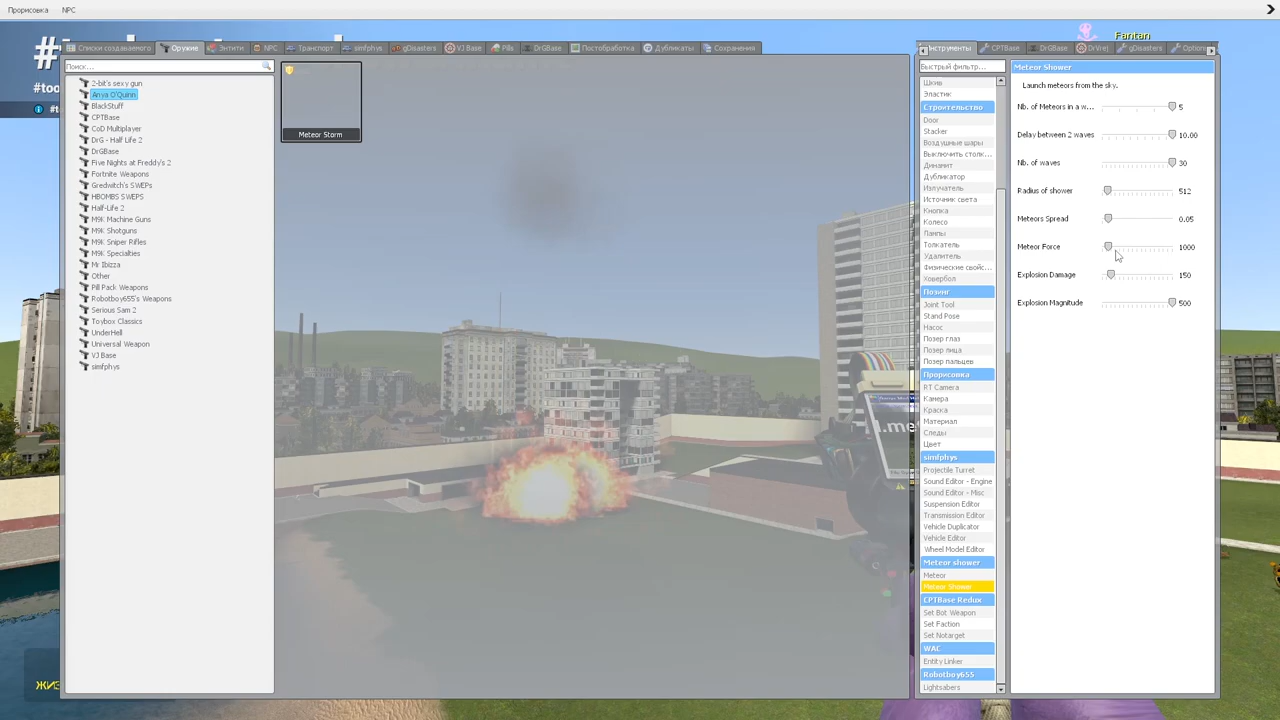 Прорисовка NPC
Fantan
Списки создаваемого Оружие Энтити NPC Транспорт simfphys gDisasters VJ Base Pills DrGBase Постобработка Дубликаты Сохранения
Инструменты CPTBase DrGBase DrVrej gDisasters Options
Поиск...
2-bit's sexy gun
Anya O'Quinn
BlackStuff
CPTBase
CoD Multiplayer
DrG - Half Life 2
DrGBase
Five Nights at Freddy's 2
Fortnite Weapons
Gredwitch's SWEPs
HBOMBS SWEPS
Half-Life 2
M9K Machine Guns
M9K Shotguns
M9K Sniper Rifles
M9K Specialties
Mr Ibizza
Other
Pill Pack Weapons
Robotboy655's Weapons
Serious Sam 2
Toybox Classics
UnderHell
Universal Weapon
VJ Base
simfphys
Meteor Storm
Быстрый фильтр...
Шкив
Эластик
Строительство
Door
Stacker
Воздушные шары
Выключить столк...
Динамит
Дубликатор
Излучатель
Источник света
Кнопка
Колесо
Лампы
Толкатель
Удалитель
Физические свойс...
Ховербол
Позинг
Joint Tool
Stand Pose
Насос
Позер глаз
Позер лица
Позер пальцев
Прорисовка
RT Camera
Камера
Краска
Материал
Следы
Цвет
simfphys
Projectile Turret
Sound Editor - Engine
Sound Editor - Misc
Suspension Editor
Transmission Editor
Vehicle Duplicator
Vehicle Editor
Wheel Model Editor
Meteor shower
Meteor
Meteor Shower
CPTBase Redux
Set Bot Weapon
Set Faction
Set Notarget
WAC
Entity Linker
Robotboy655
Lightsabers
Meteor Shower
Launch meteors from the sky.
Nb. of Meteors in a w... 5
Delay between 2 waves 10.00
Nb. of waves 30
Radius of shower 512
Meteors Spread 0.05
Meteor Force 1000
Explosion Damage 150
Explosion Magnitude 500